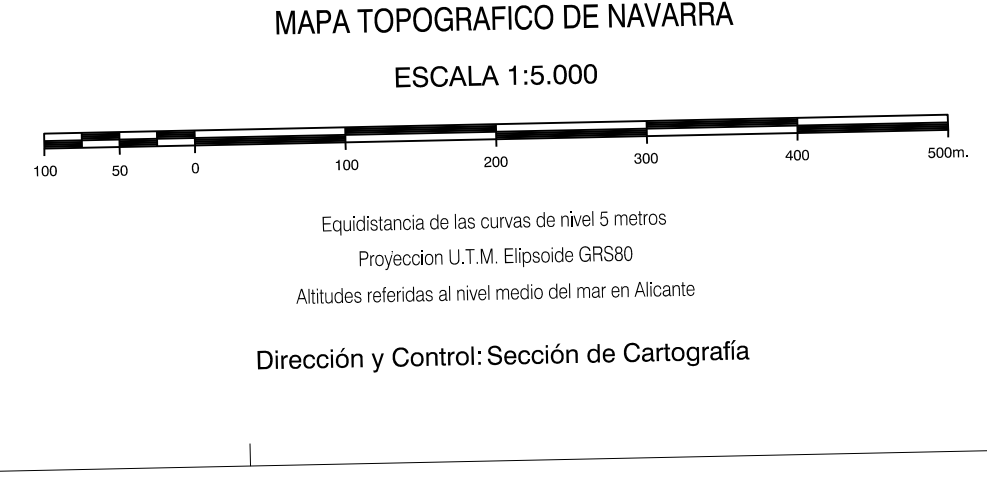 MAPA TOPOGRAFICO DE NAVARRA
ESCALA 1:5.000
100 50 0 100 200 300 400 500m.
Equidistancia de las curvas de nivel 5 metros
Proyeccion U.T.M. Elipsoide GRS80
Altitudes referidas al nivel medio del mar en Alicante
Dirección y Control: Sección de Cartografía